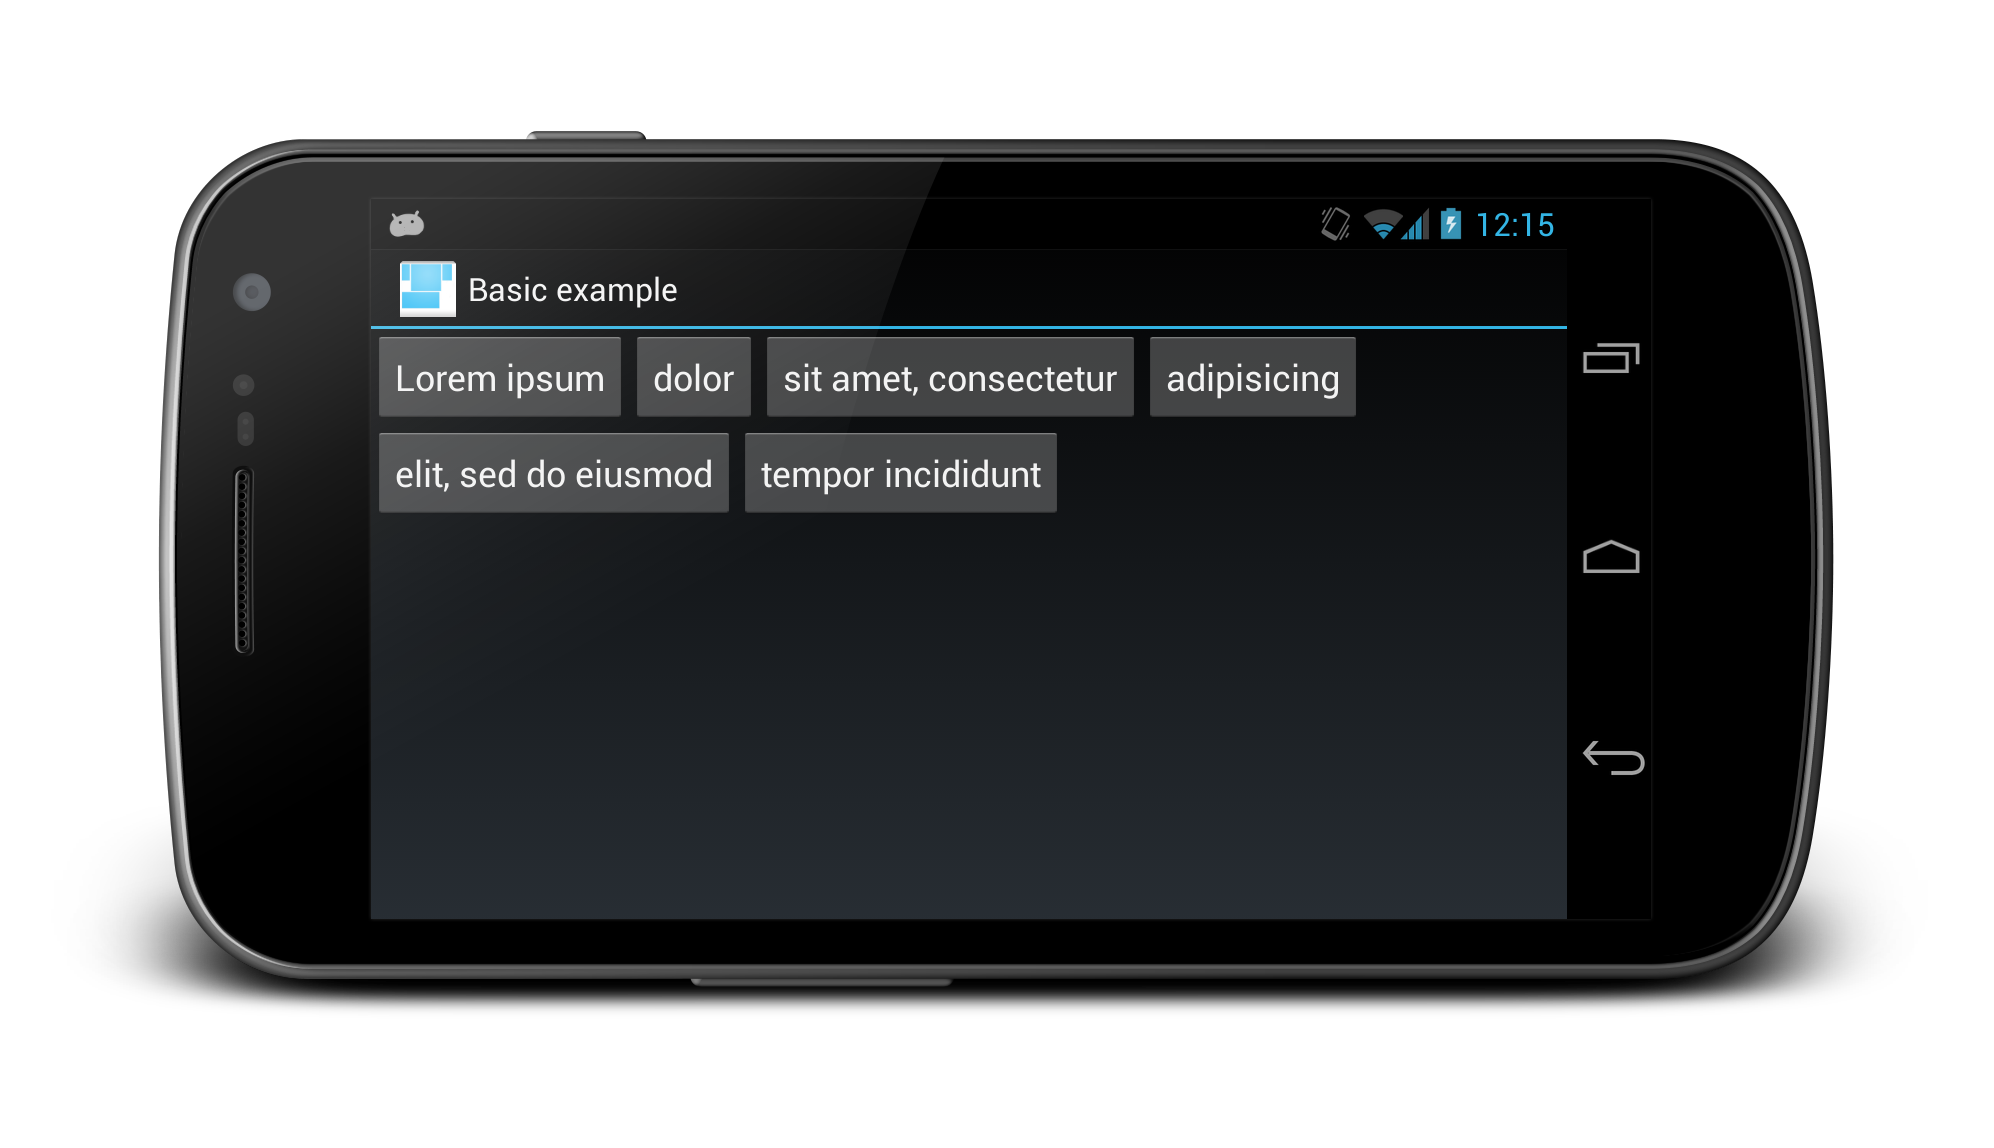 12:15
Basic example
Lorem ipsum dolor sit amet, consectetur adipisicing
elit, sed do eiusmod tempor incididunt